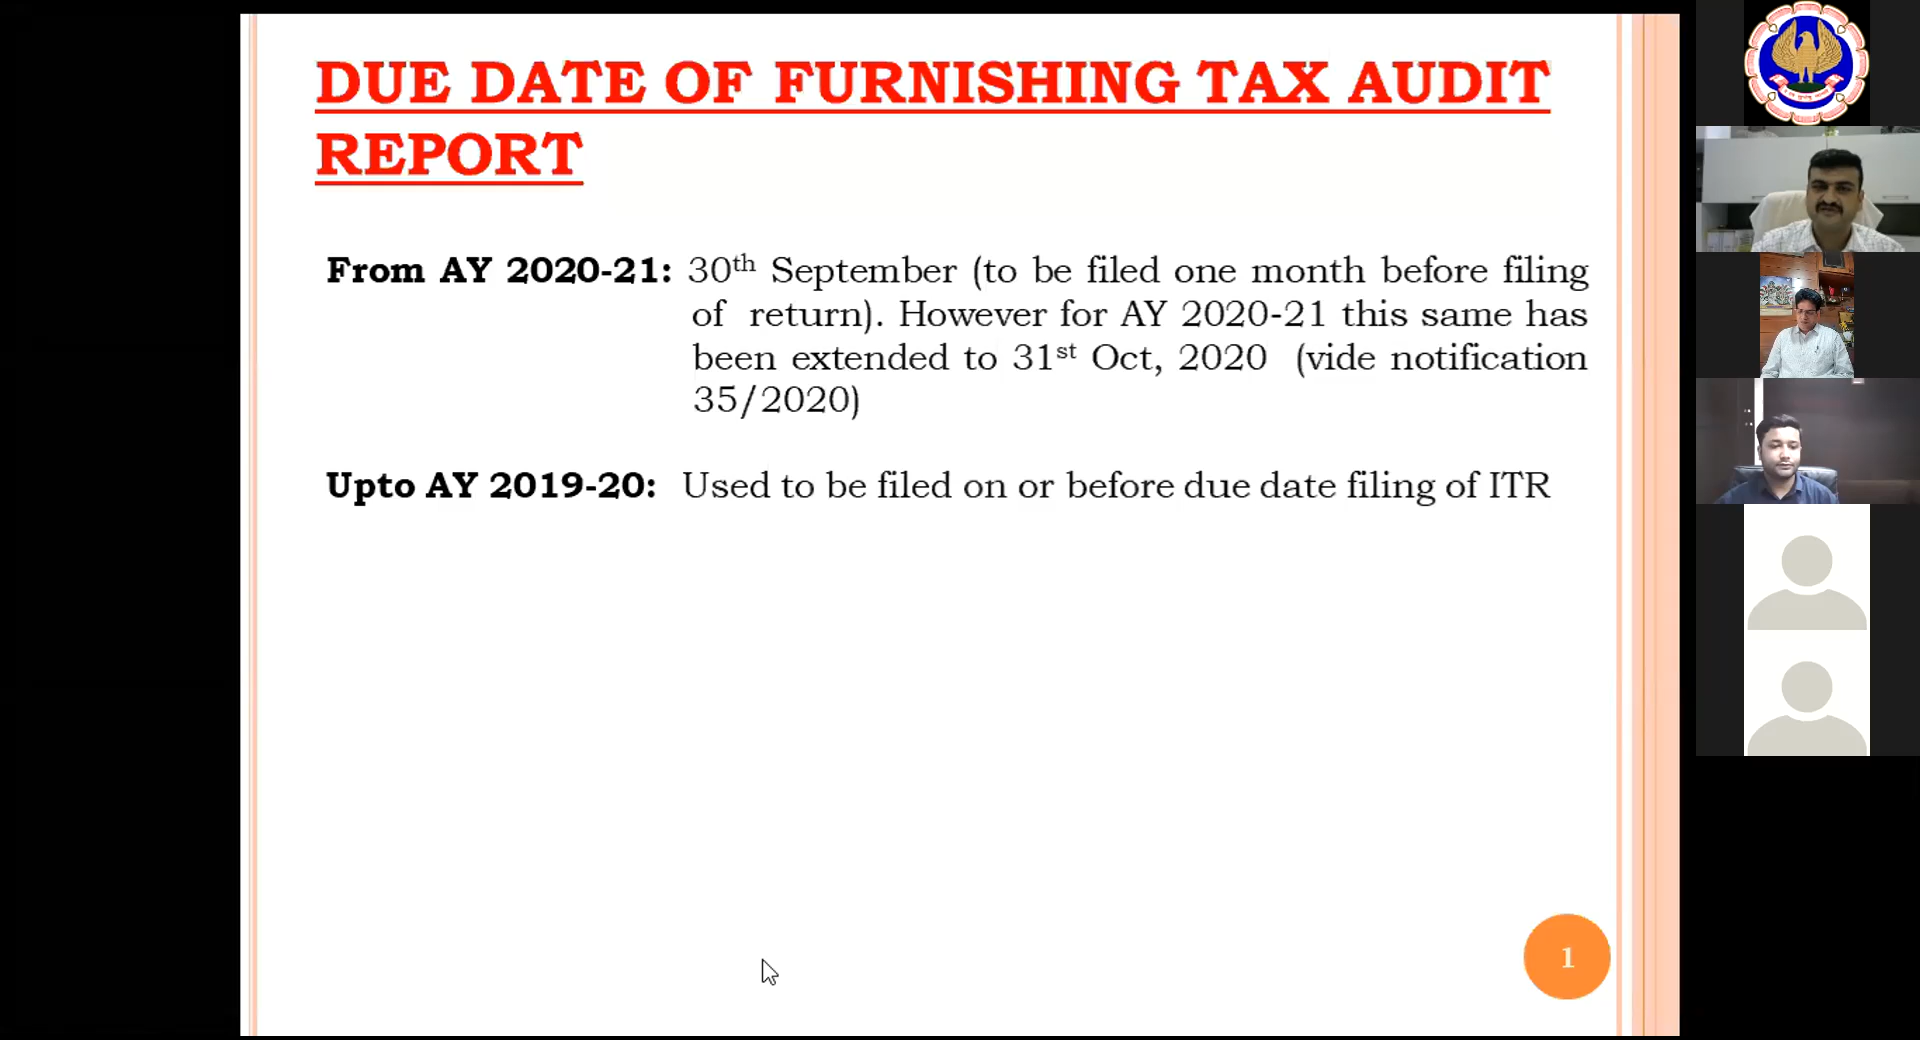 DUE DATE OF FURNISHING TAX AUDIT
REPORT
From AY 2020-21: 30th September (to be filed one month before filing
of return). However for AY 2020-21 this same has
been extended to 31st Oct, 2020 (vide notification
35/2020)
Upto AY 2019-20: Used to be filed on or before due date filing of ITR
1